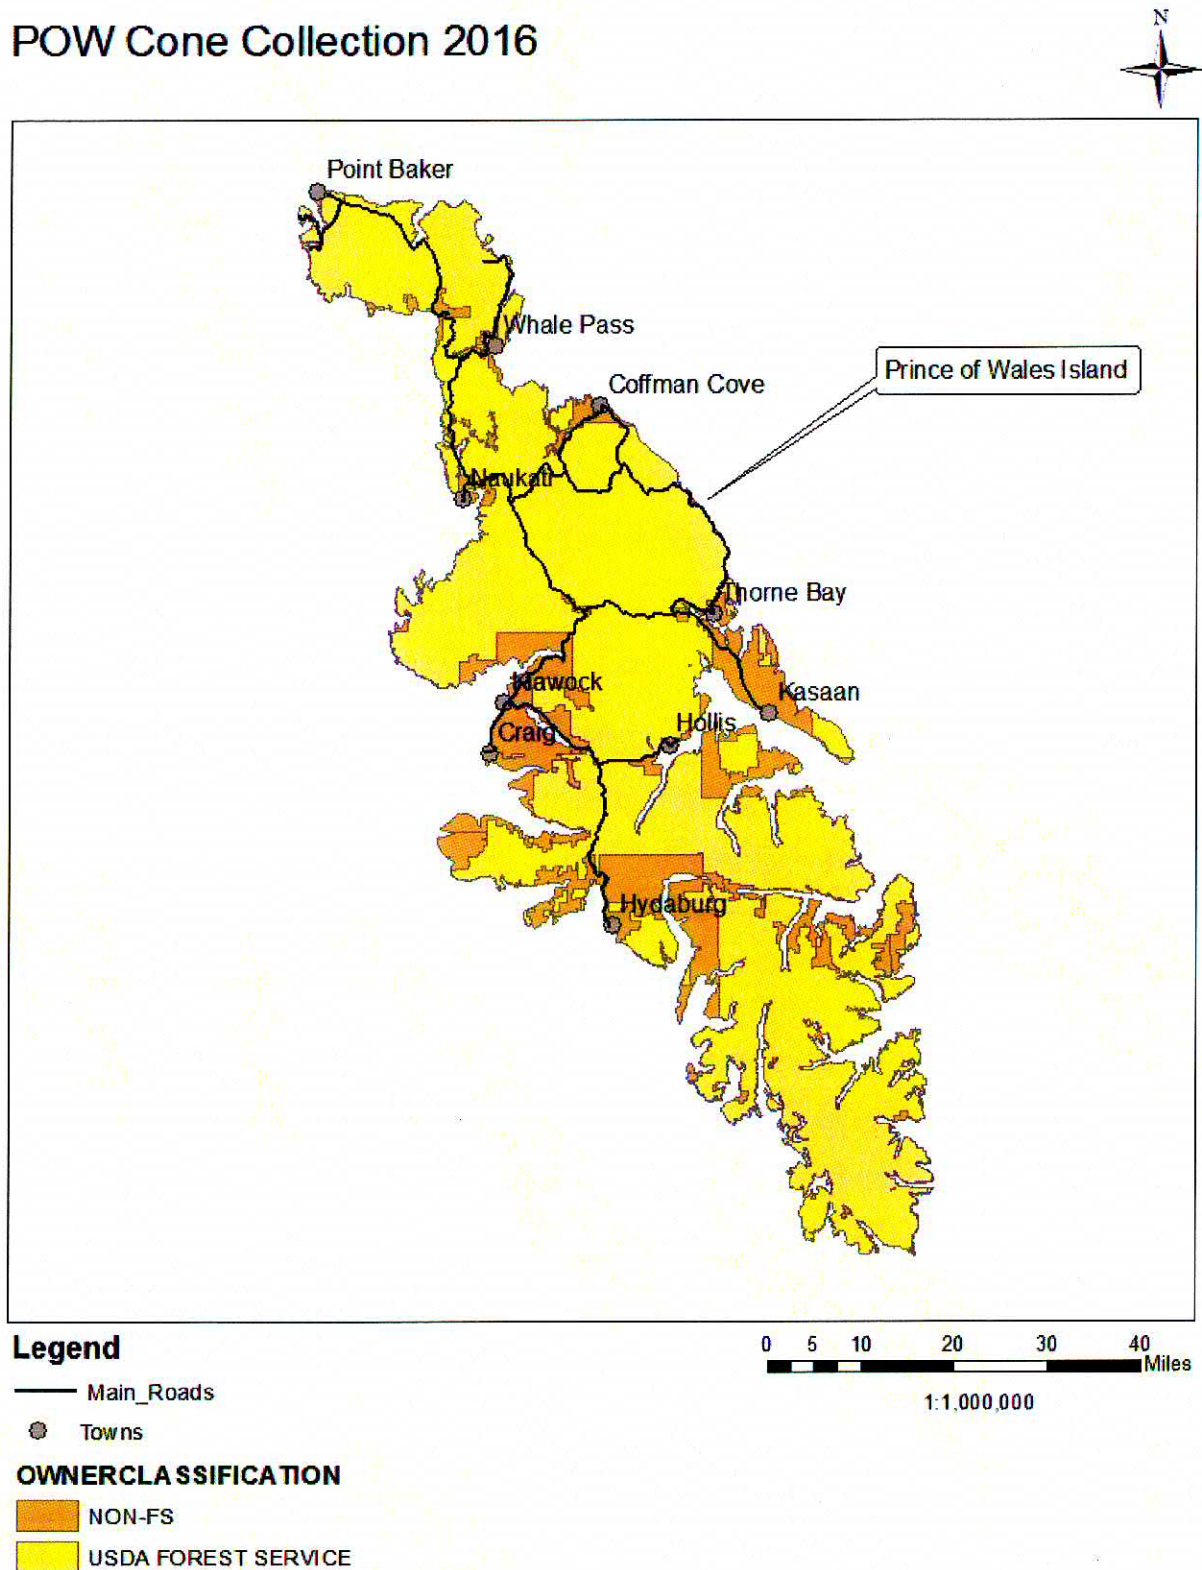 POW Cone Collection 2016
N
Point Baker
Whale Pass
Prince of Wales Island
Coffman Cove
Naukati
Thorne Bay
Klawock
Kasaan
Hollis
Craig
Hydaburg
Legend
0 5 10 20 30 40
Miles
Main_Roads
1:1,000,000
Towns
OWNERCLASSIFICATION
NON-FS
USDA FOREST SERVICE